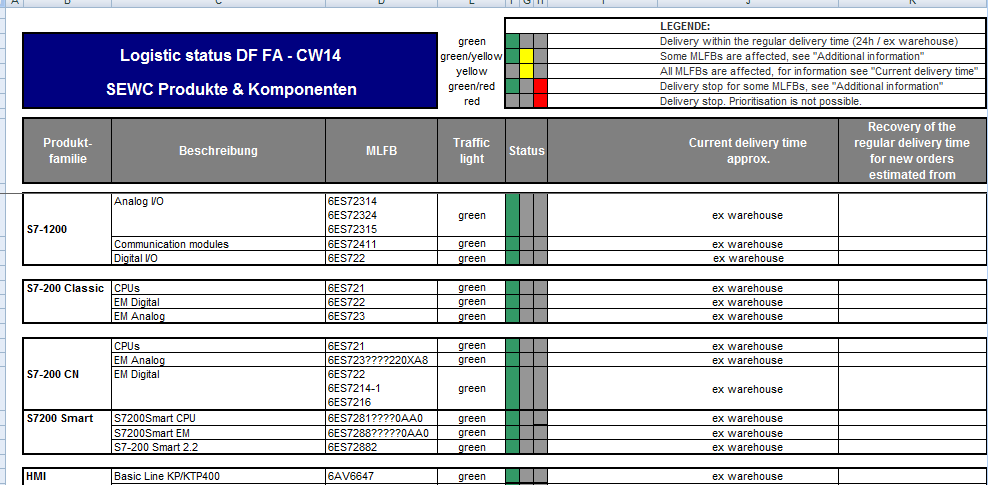 A B C D E F G H I J K
LEGENDE:
Logistic status DF FA - CW14
SEWC Produkte & Komponenten
green Delivery within the regular delivery time (24h / ex warehouse)
green/yellow Some MLFBs are affected, see "Additional information"
yellow All MLFBs are affected, for information see "Current delivery time"
green/red Delivery stop for some MLFBs, see "Additional information"
red Delivery stop. Prioritisation is not possible.
Produkt-
familie
Beschreibung
MLFB
Traffic
light
Status
Current delivery time
approx.
Recovery of the
regular delivery time
for new orders
estimated from
S7-1200
Analog I/O 6ES72314
6ES72324 green ex warehouse
6ES72315
Communication modules 6ES72411 green ex warehouse
Digital I/O 6ES722 green ex warehouse
S7-200 Classic CPUs 6ES721 green ex warehouse
EM Digital 6ES722 green ex warehouse
EM Analog 6ES723 green ex warehouse
S7-200 CN
CPUs 6ES721 green ex warehouse
EM Analog 6ES723????220XA8 green ex warehouse
EM Digital 6ES722
6ES7214-1 green ex warehouse
6ES7216
S7200 Smart S7200Smart CPU 6ES7281????0AA0 green ex warehouse
S7200Smart EM 6ES7288?????0AA0 green ex warehouse
S7-200 Smart 2.2 6ES72882 green ex warehouse
HMI Basic Line KP/KTP400 6AV6647 green ex warehouse